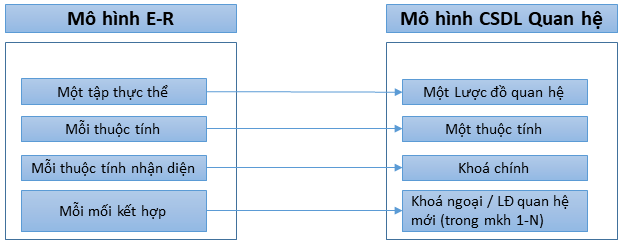 Mô hình E-R
Mô hình CSDL Quan hệ
Một tập thực thể
Một Lược đồ quan hệ
Mỗi thuộc tính
Một thuộc tính
Mỗi thuộc tính nhận diện
Khoá chính
Mỗi mối kết hợp
Khoá ngoại / LĐ quan hệ
mới (trong mkh 1-N)